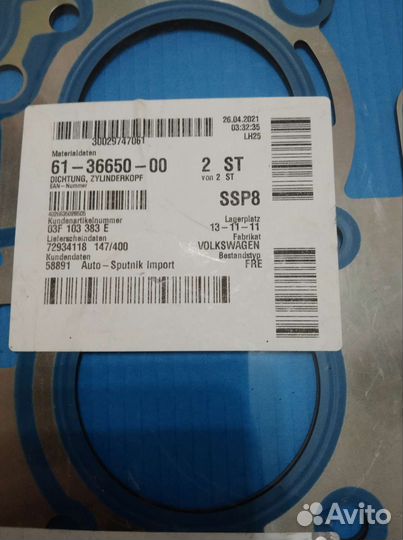 30029747061
26.04.2021
03:32:35
LH25
Materialdaten
61-36650-00 2 ST
DICHTUNG, ZYLINDERKOPF von 2 ST
EAN-Nummer
SSP8
Kundenartikelnummer Lagerplatz
03F 103 383 E 13-11-11
Lieferscheindaten Fabrikat
72934118 147/400 VOLKSWAGEN
Kundendaten Bestandstyp
58891 Auto-Sputnik Import FRE
Avito